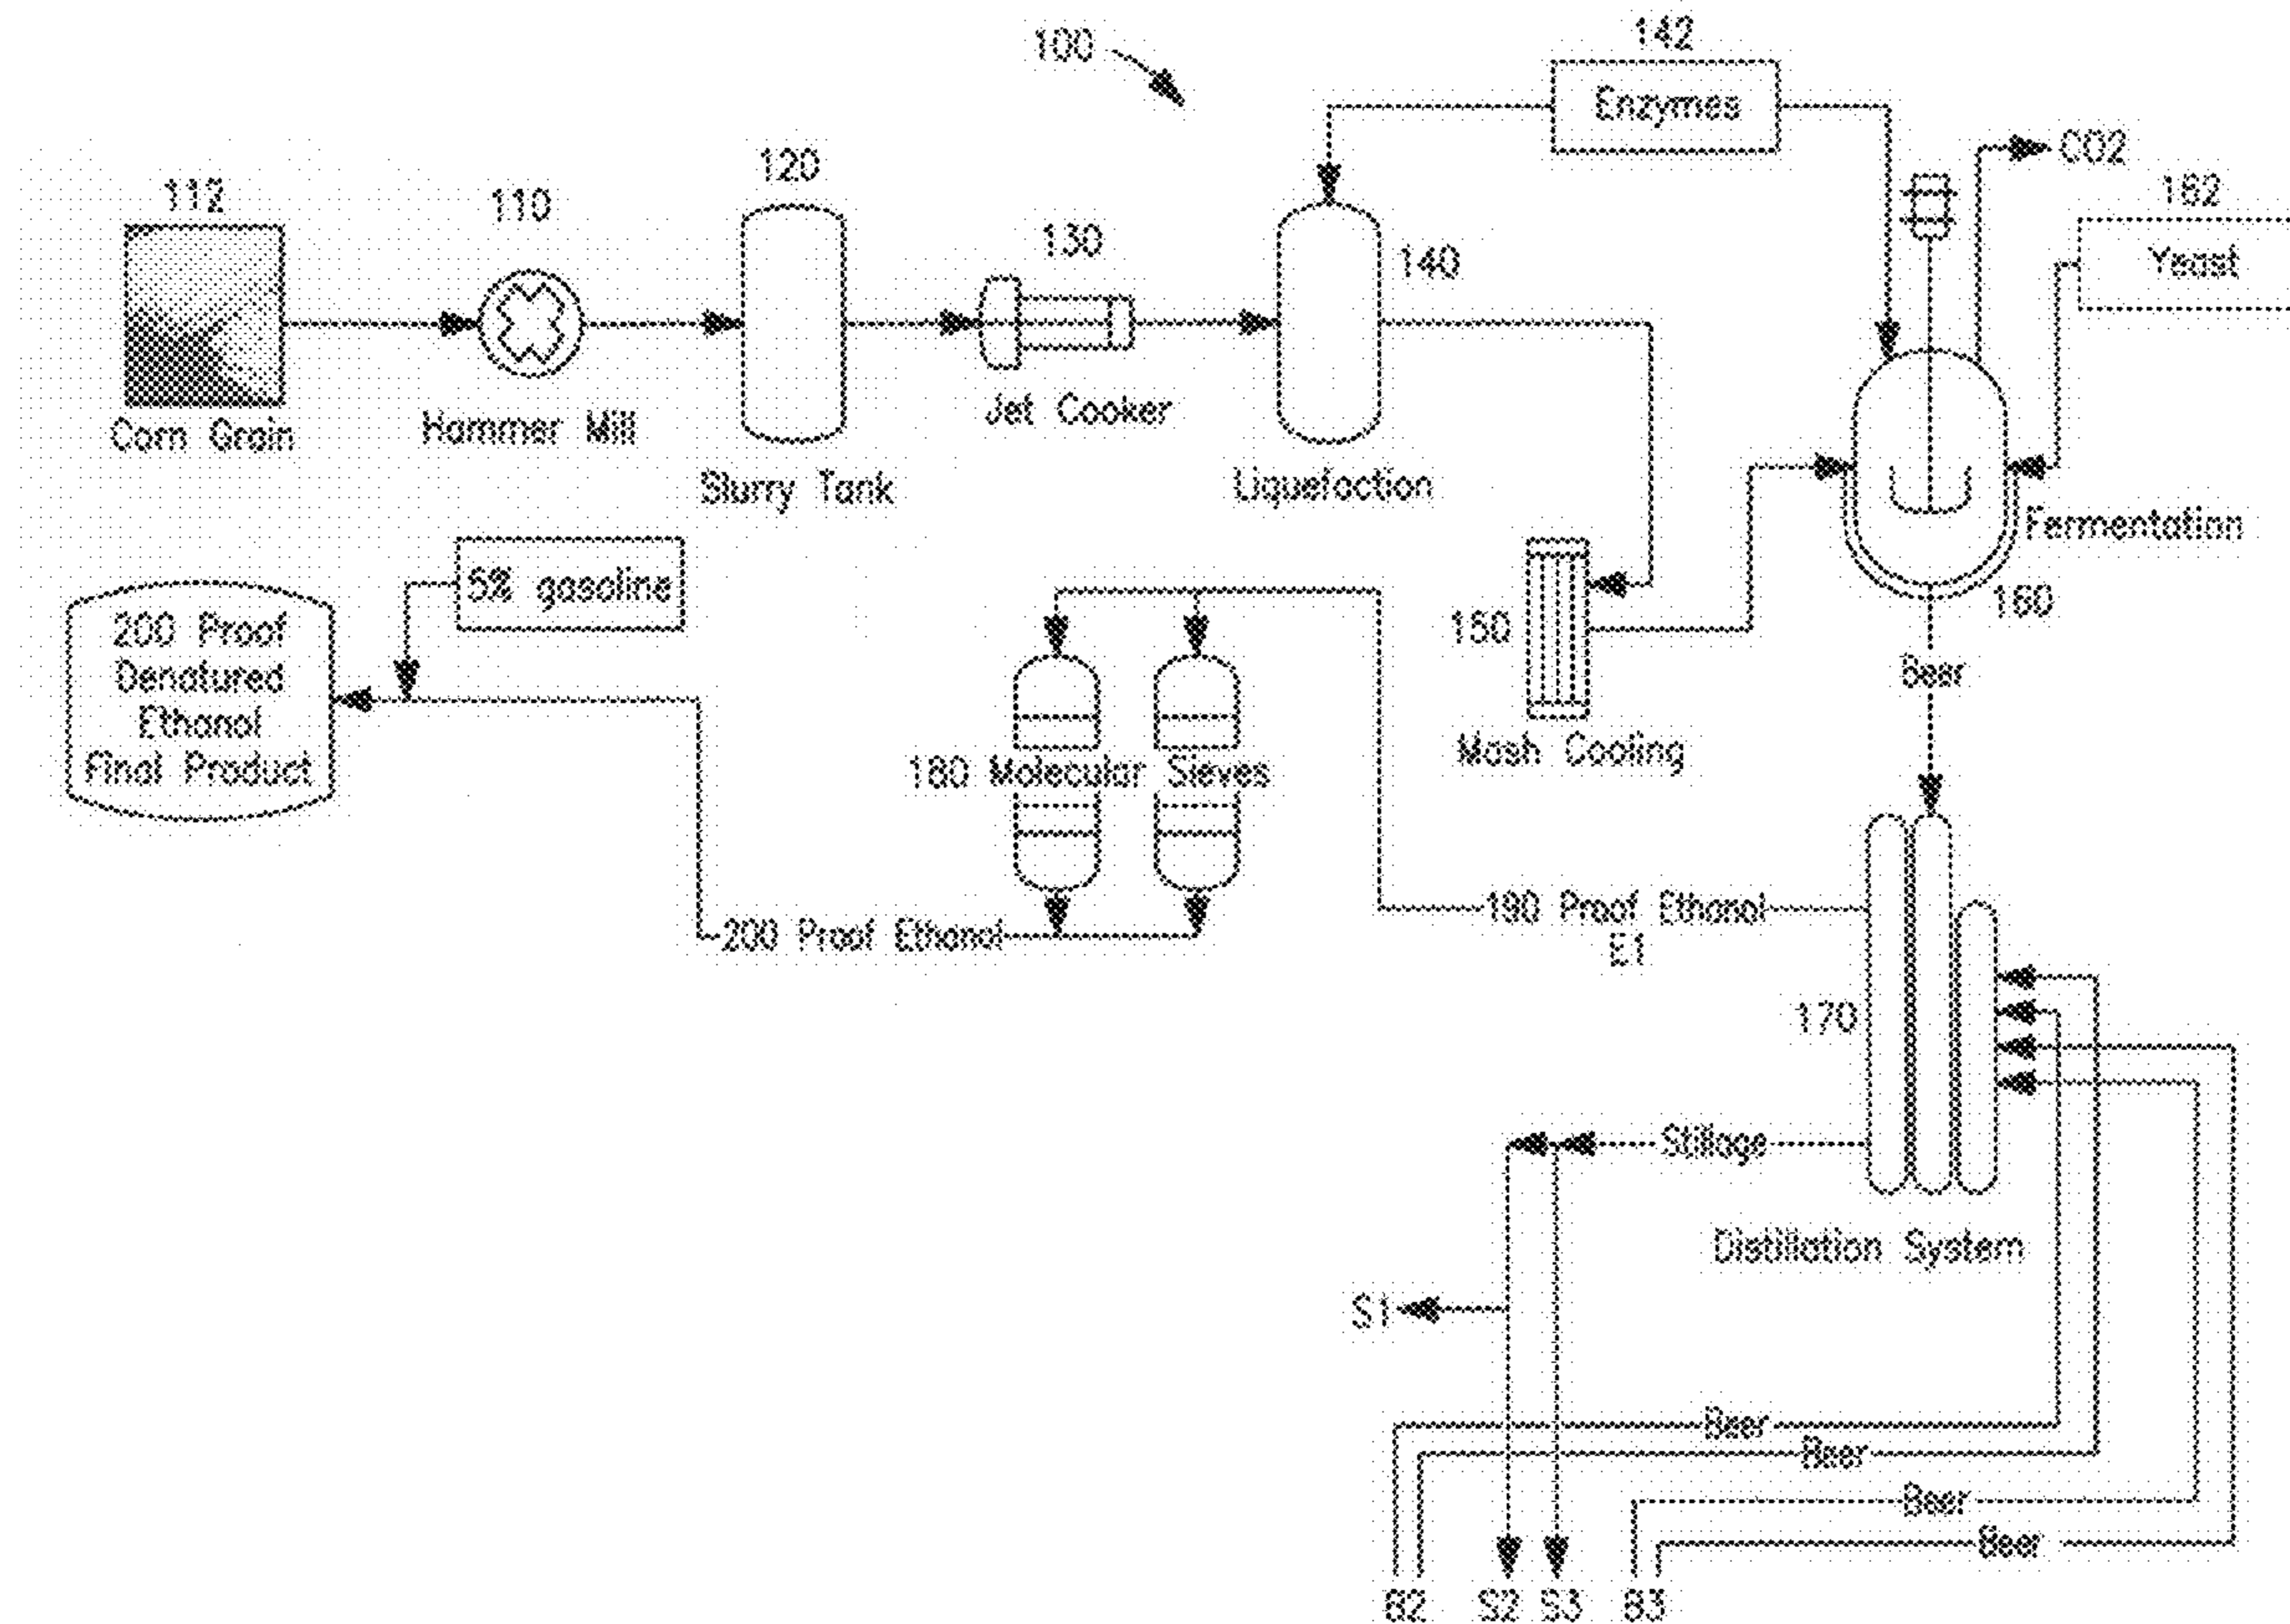 100
142
Enzymes
CO2
162
Yeast
112
110
120
130
140
Corn Grain
Hammer Mill
Slurry Tank
Jet Cooker
Liquefaction
Fermentation
160
5% gasoline
200 Proof
Denatured
Ethanol
Final Product
150
Mash Cooling
Beer
180 Molecular Sieves
200 Proof Ethanol
190 Proof Ethanol
E1
170
Stillage
Distillation System
S1
Beer
Beer
Beer
Beer
B2
S2
S3
B3